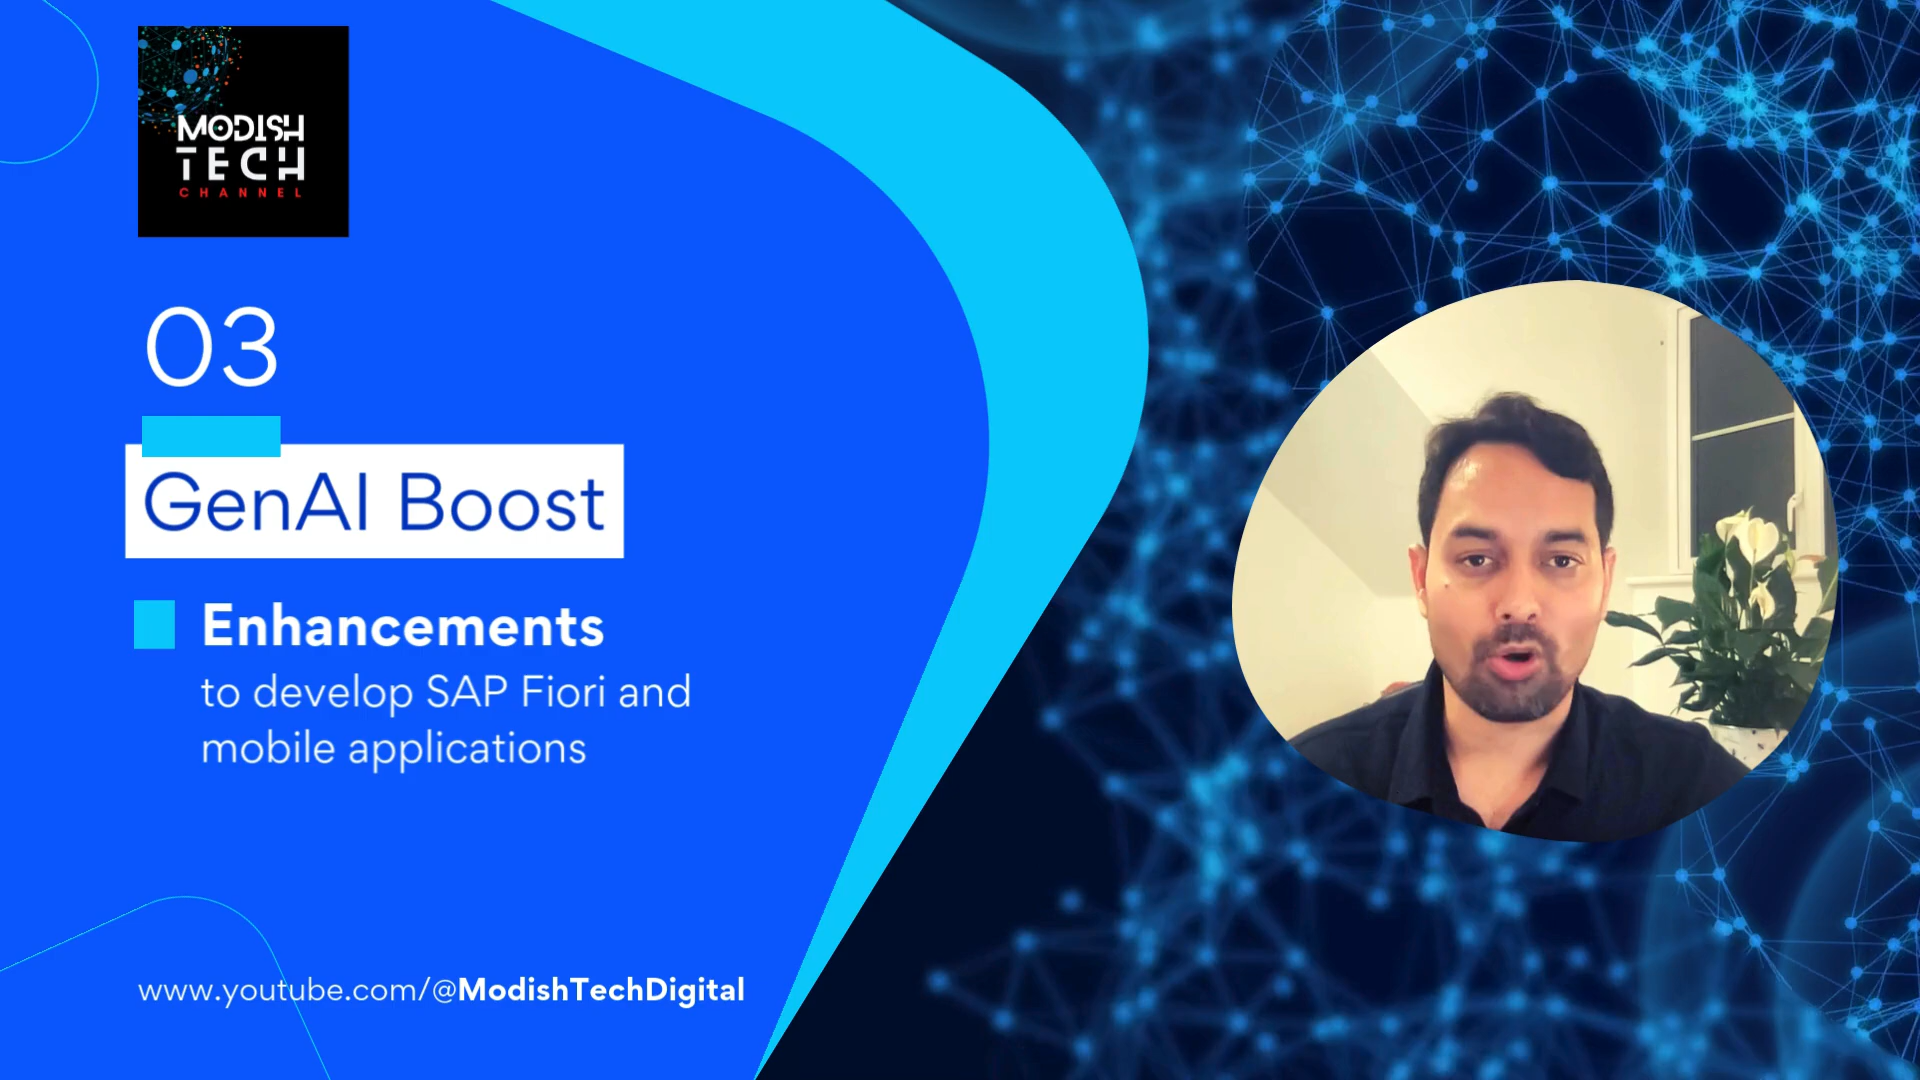 MODISH
TECH
CHANNEL
03
GenAI Boost
Enhancements
to develop SAP Fiori and
mobile applications
www.youtube.com/@ModishTechDigital